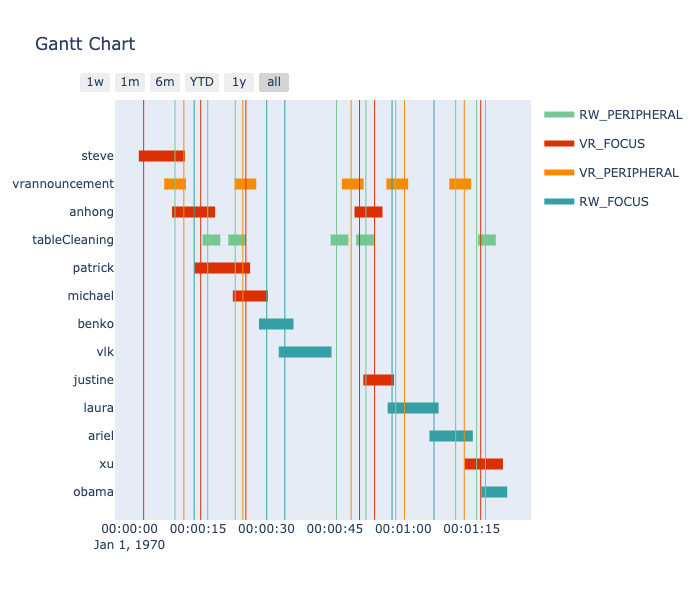 Gantt Chart
1w 1m 6m YTD 1y all
RW_PERIPHERAL
VR_FOCUS
VR_PERIPHERAL
RW_FOCUS
steve
vrannouncement
anhong
tableCleaning
patrick
michael
benko
vlk
justine
laura
ariel
xu
obama
00:00:00 00:00:15 00:00:30 00:00:45 00:01:00 00:01:15
Jan 1, 1970